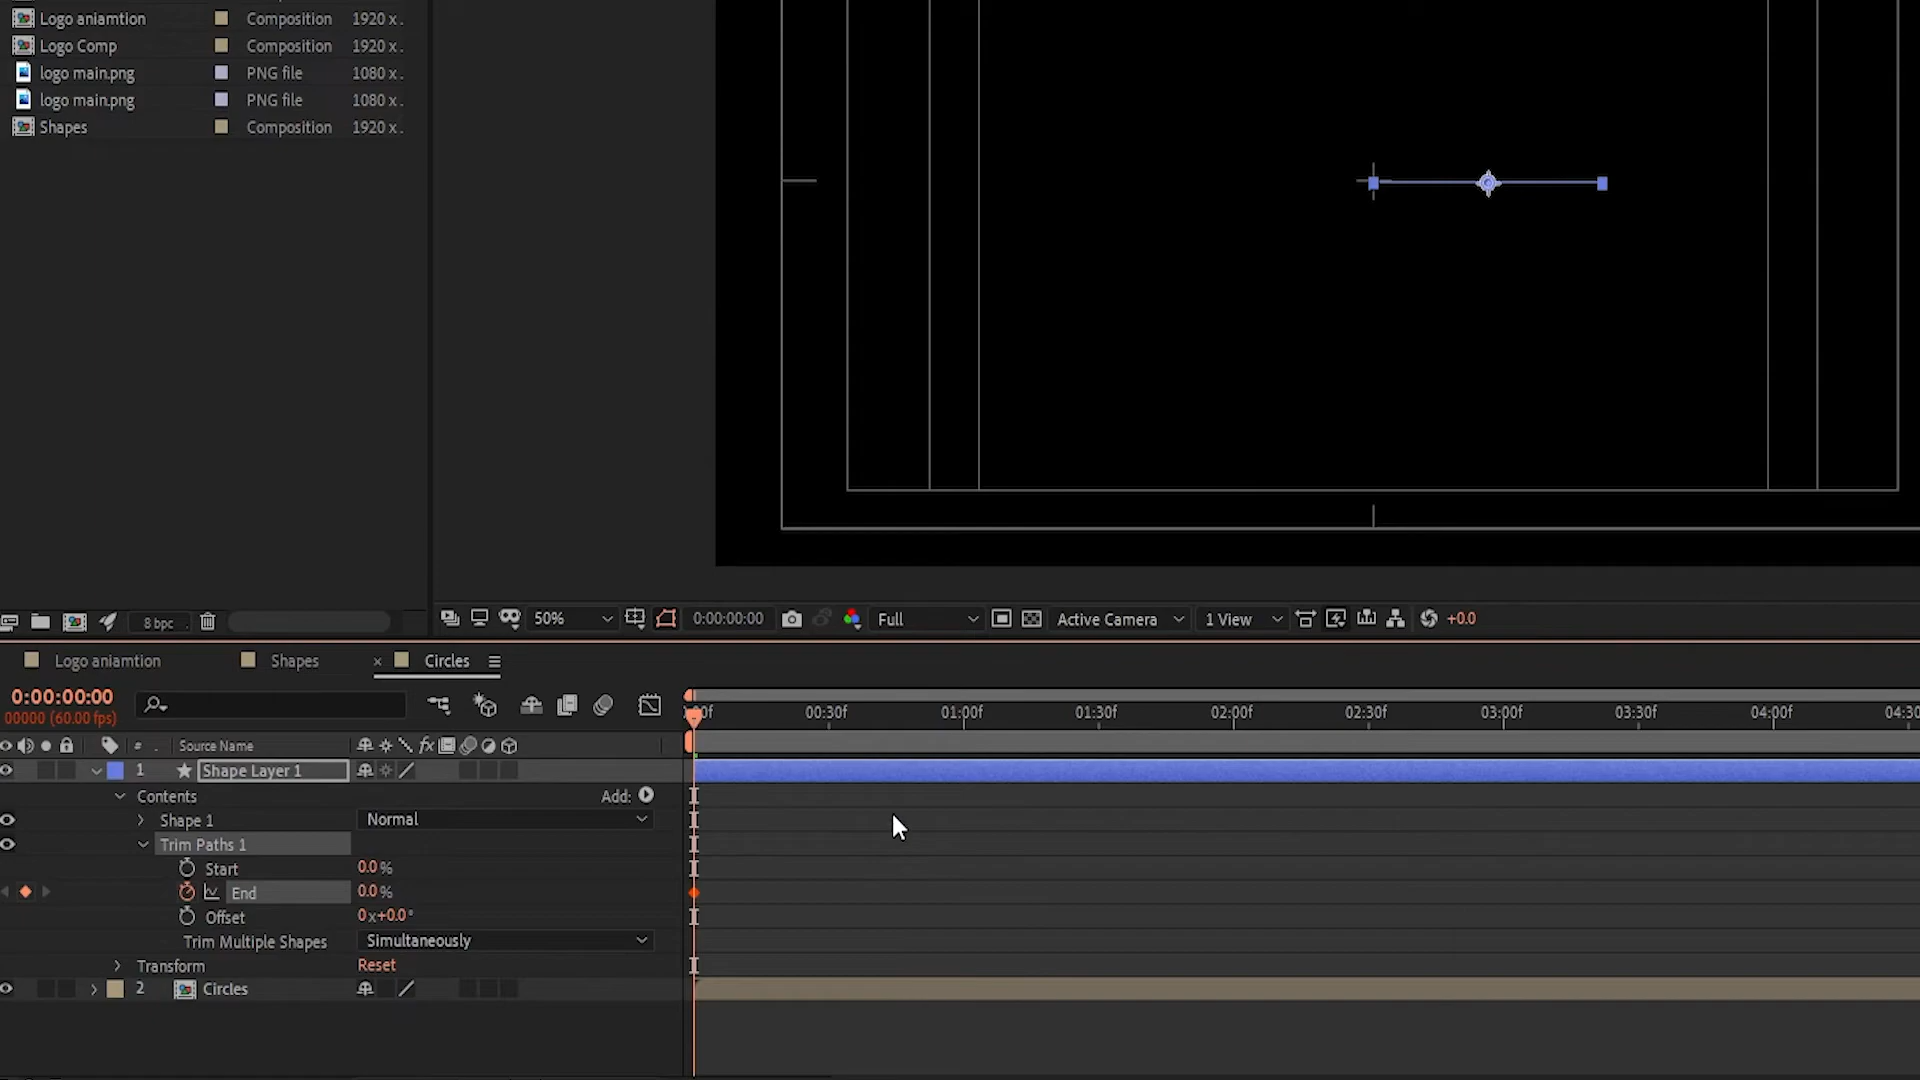 Logo aniamtion Composition 1920 x.
Logo Comp Composition 1920 x.
logo main.png PNG file 1080 x.
logo main.png PNG file 1080 x.
Shapes Composition 1920 x.
8 bpc 50% 0:00:00:00 Full Active Camera 1 View +0.0
Logo aniamtion Shapes × Circles
0:00:00:00
00000 (60.00 fps)
00f 00:30f 01:00f 01:30f 02:00f 02:30f 03:00f 03:30f 04:00f 04:30
# . Source Name fx
1 Shape Layer 1
Contents Add:
Shape 1 Normal
Trim Paths 1
Start 0.0%
End 0.0%
Offset 0x+0.0°
Trim Multiple Shapes Simultaneously
Transform Reset
2 Circles